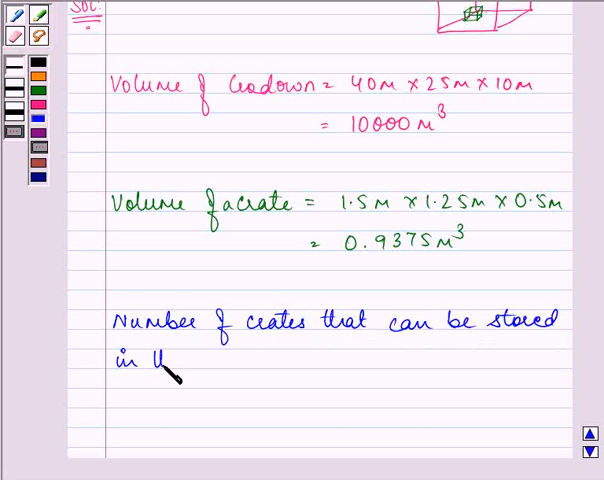 Sol:
Volume of Godown = 40m × 25m × 10m
= 10000 m³
Volume of a crate = 1.5m × 1.25m × 0.5m
= 0.9375m³
Number of crates that can be stored
in